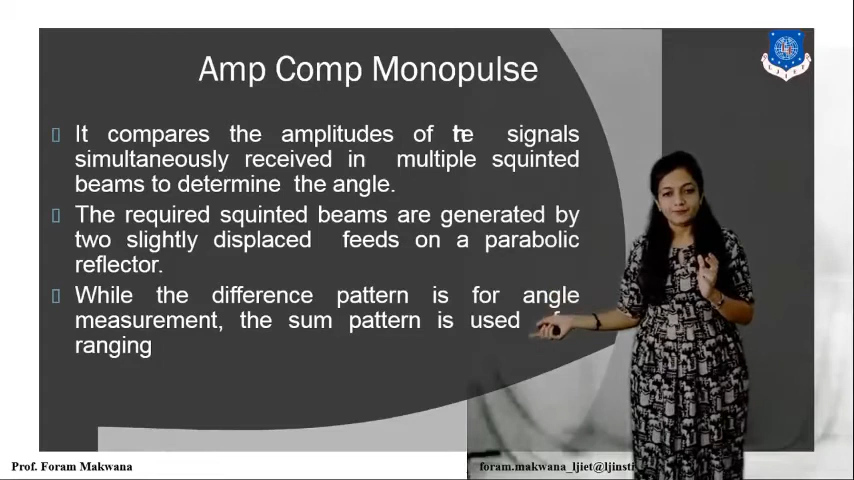 Amp Comp Monopulse
It compares the amplitudes of the signals
simultaneously received in multiple squinted
beams to determine the angle.
The required squinted beams are generated by
two slightly displaced feeds on a parabolic
reflector.
While the difference pattern is for angle
measurement, the sum pattern is used
ranging
Prof. Foram Makwana
foram.makwana_ljiet@ljinsti